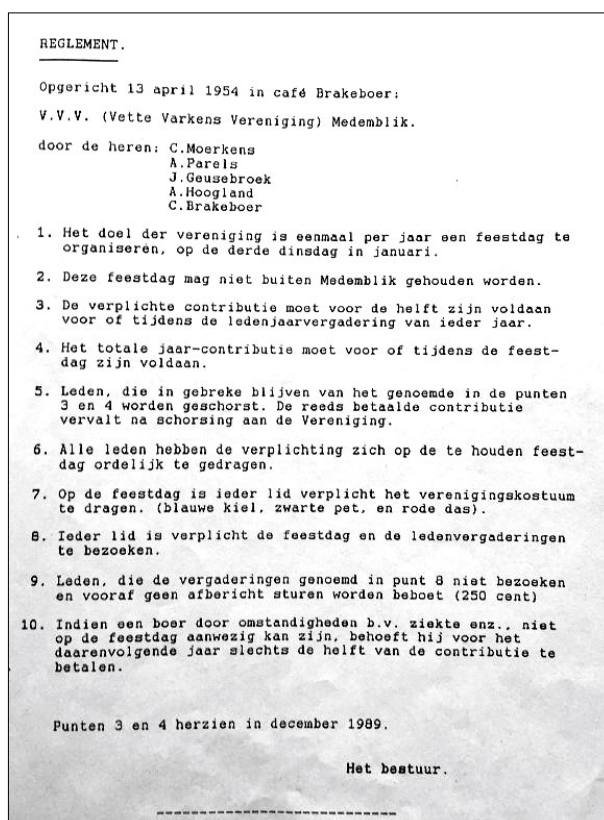 REGLEMENT.
Opgericht 13 april 1954 in café Brakeboer:
V.V.V. (Vette Varkens Vereniging) Medemblik.
door de heren: C.Moerkens
A.Parels
J.Geusebroek
A.Hoogland
C.Brakeboer
1. Het doel der vereniging is eenmaal per jaar een feestdag te
organiseren, op de derde dinsdag in januari.
2. Deze feestdag mag niet buiten Medemblik gehouden worden.
3. De verplichte contributie moet voor de helft zijn voldaan
voor of tijdens de ledenjaarvergadering van ieder jaar.
4. Het totale jaar-contributie moet voor of tijdens de feest-
dag zijn voldaan.
5. Leden, die in gebreke blijven van het genoemde in de punten
3 en 4 worden geschorst. De reeds betaalde contributie
vervalt na schorsing aan de Vereniging.
6. Alle leden hebben de verplichting zich op de te houden feest-
dag ordelijk te gedragen.
7. Op de feestdag is ieder lid verplicht het verenigingskostuum
te dragen. (blauwe kiel, zwarte pet, en rode das).
8. Ieder lid is verplicht de feestdag en de ledenvergaderingen
te bezoeken.
9. Leden, die de vergaderingen genoemd in punt 8 niet bezoeken
en vooraf geen afbericht sturen worden beboet (250 cent)
10. Indien een boer door omstandigheden b.v. ziekte enz., niet
op de feestdag aanwezig kan zijn, behoeft hij voor het
daarenvolgende jaar slechts de helft van de contributie te
betalen.
Punten 3 en 4 herzien in december 1989.
Het bestuur.